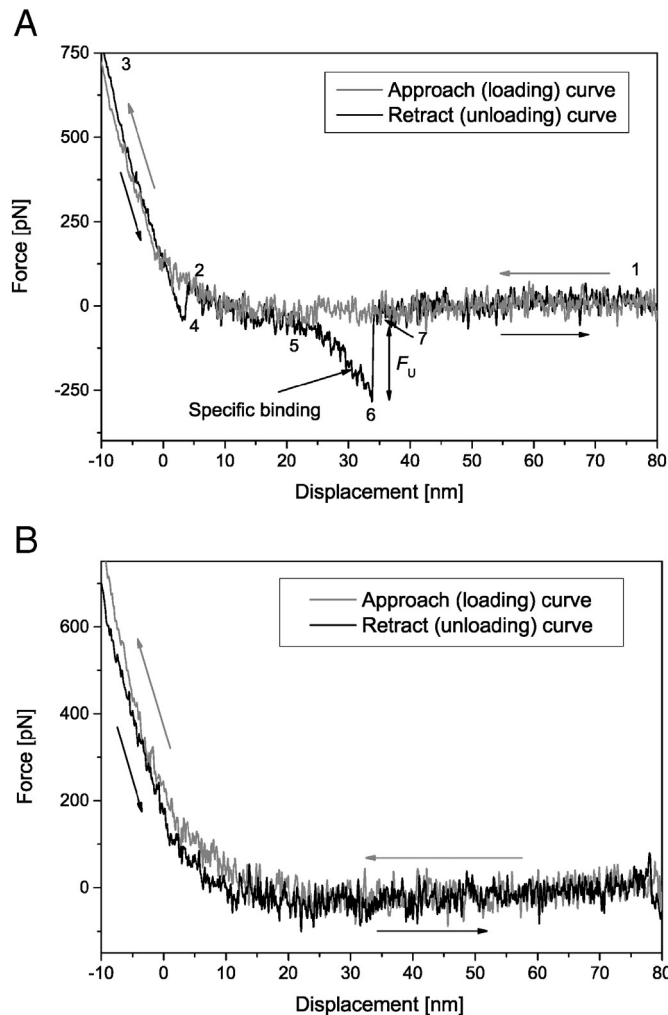 A
750
500
250
0
-250
Force [pN]
3
Approach (loading) curve
Retract (unloading) curve
2
1
4
5
7
Specific binding
F_U
6
-10 0 10 20 30 40 50 60 70 80
Displacement [nm]
B
600
400
200
0
Force [pN]
Approach (loading) curve
Retract (unloading) curve
-10 0 10 20 30 40 50 60 70 80
Displacement [nm]